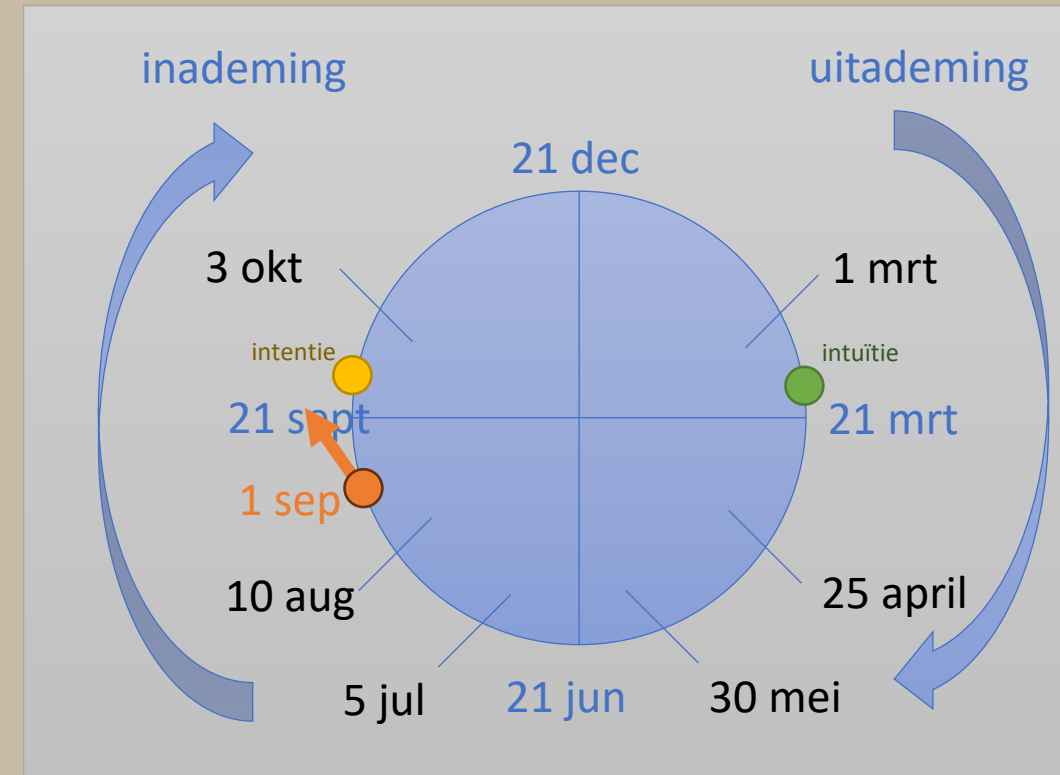 inademing
uitademing
21 dec
3 okt
1 mrt
intentie
intuïtie
21 sept
21 mrt
1 sep
10 aug
25 april
5 jul
21 jun
30 mei